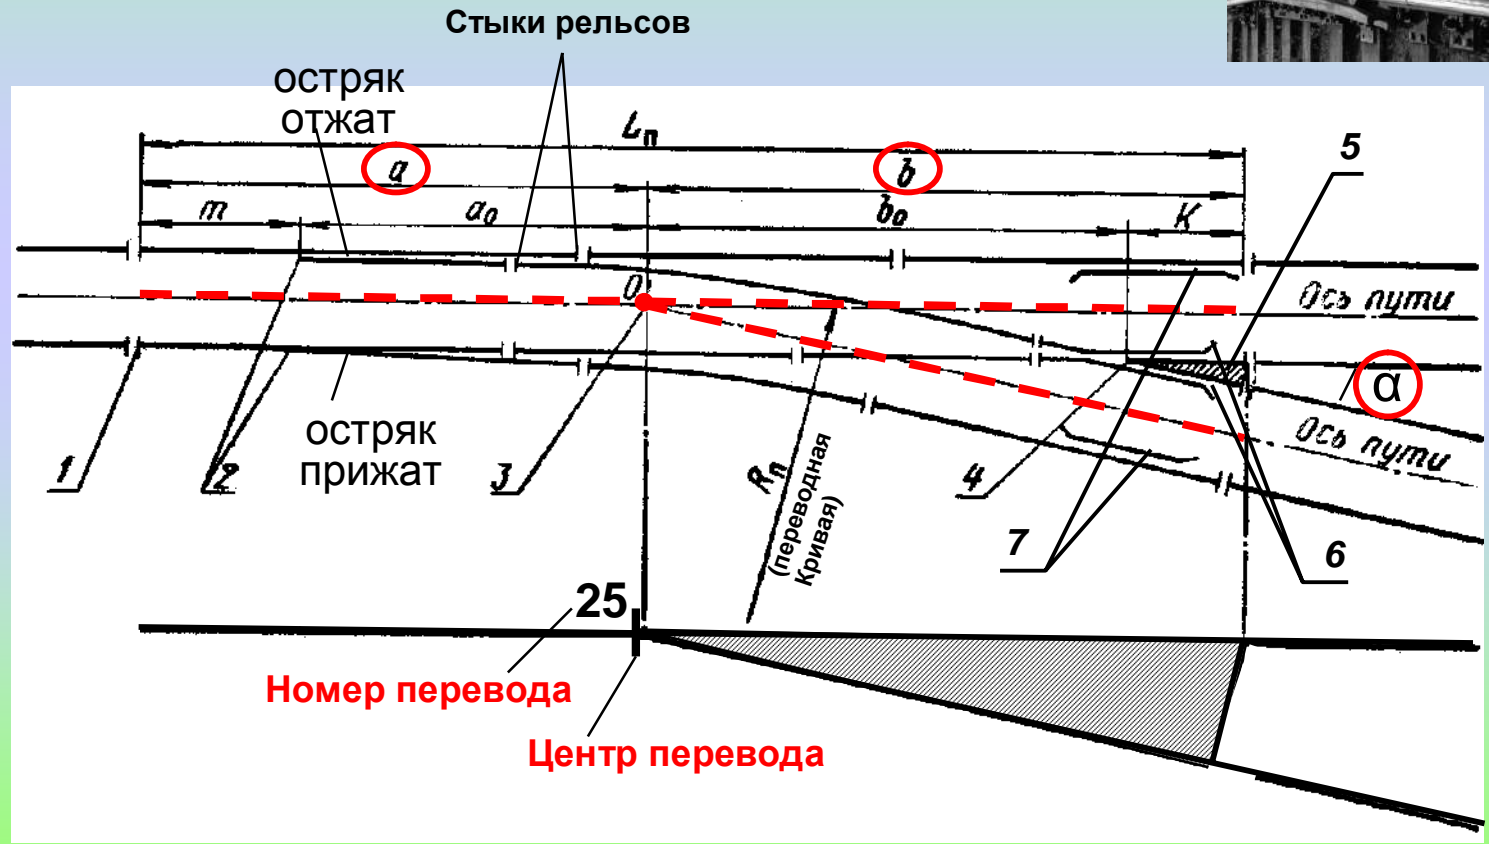 Стыки рельсов
остряк
отжат
Lп
5
a
b
6
m
a₀
b₀
K
O
Ось пути
α
остряк
прижат
Ось пути
1
2
3
Rп
(переводная
Кривая)
4
7
6
25
Номер перевода
Центр перевода